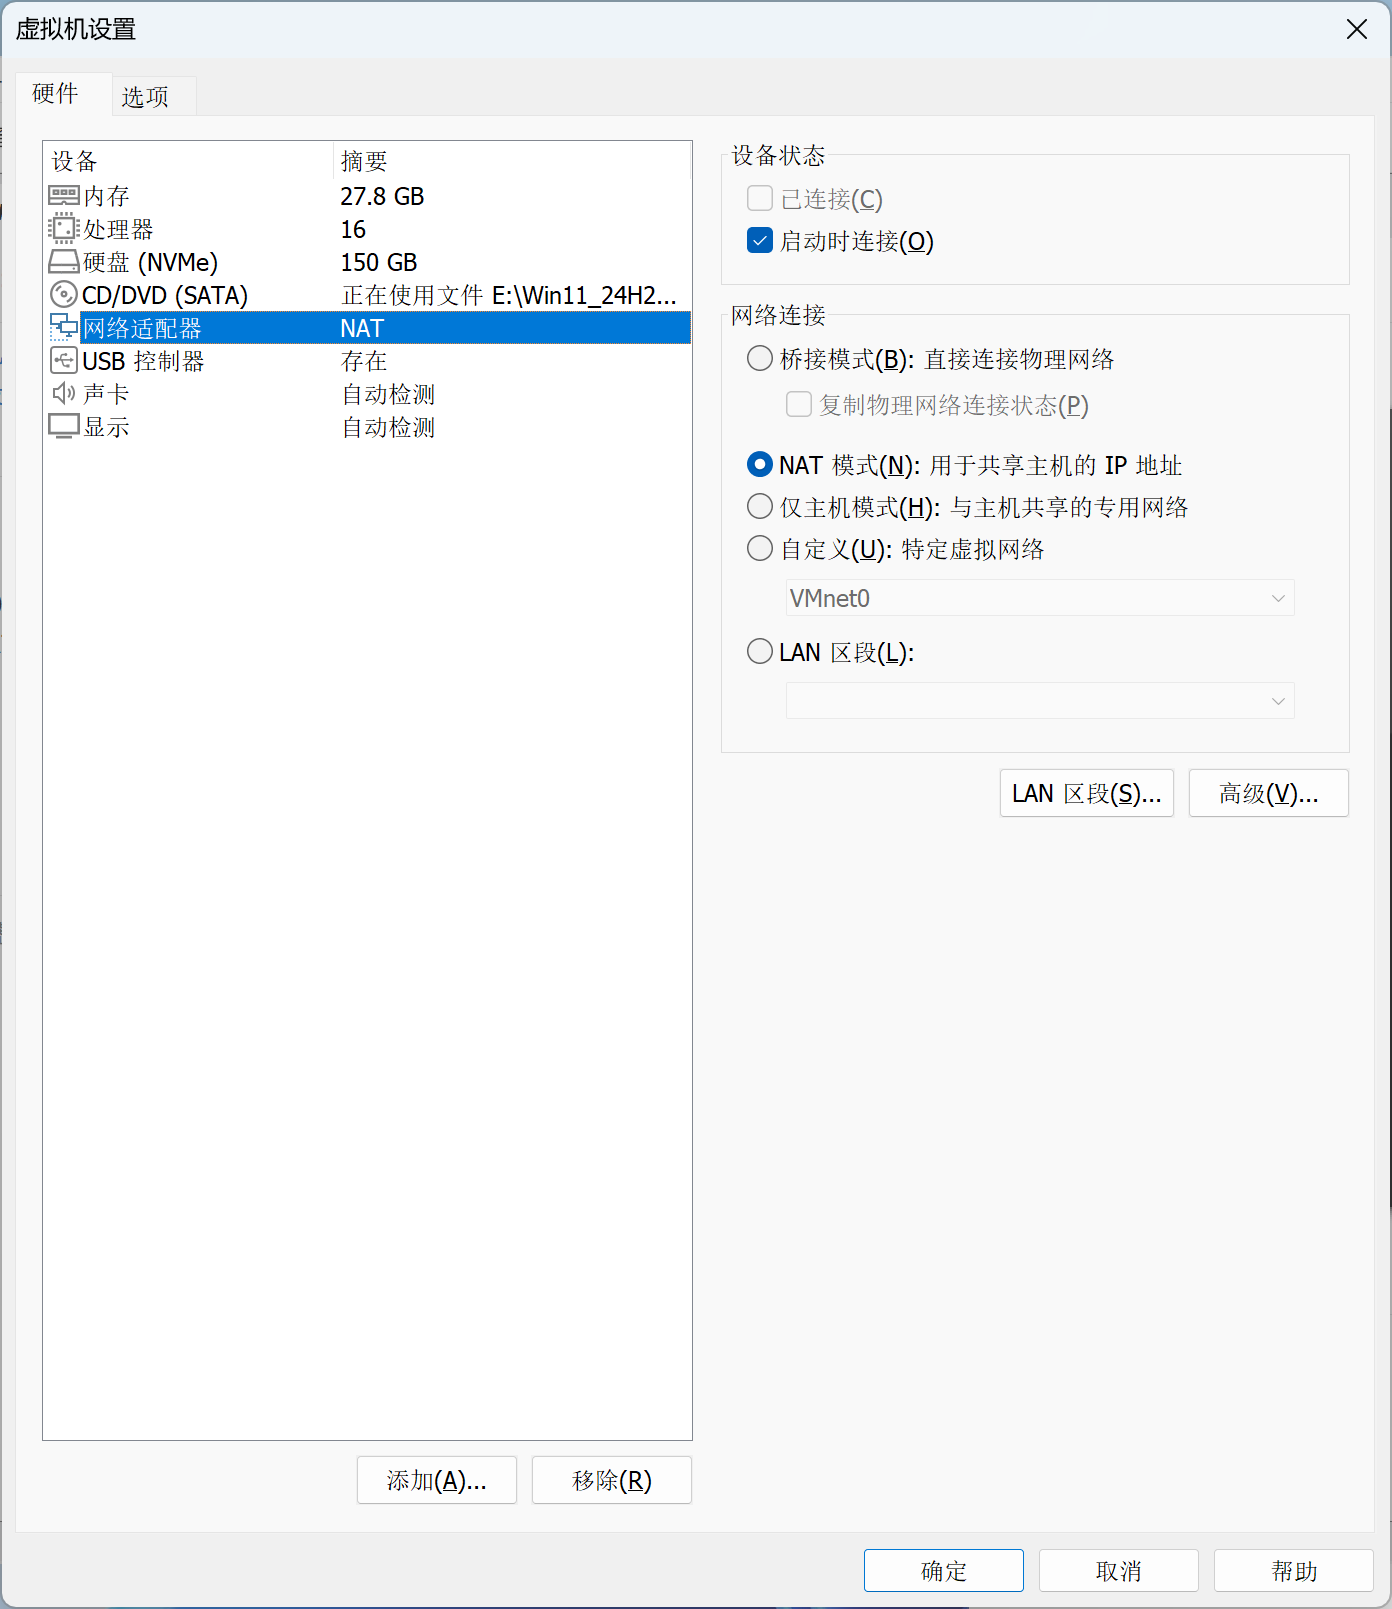 虚拟机设置
硬件
选项
设备 摘要
内存 27.8 GB
处理器 16
硬盘 (NVMe) 150 GB
CD/DVD (SATA) 正在使用文件 E:\Win11_24H2...
网络适配器 NAT
USB 控制器 存在
声卡 自动检测
显示 自动检测
添加(A)...
移除(R)
设备状态
已连接(C)
启动时连接(O)
网络连接
桥接模式(B): 直接连接物理网络
复制物理网络连接状态(P)
NAT 模式(N): 用于共享主机的 IP 地址
仅主机模式(H): 与主机共享的专用网络
自定义(U): 特定虚拟网络
VMnet0
LAN 区段(L):
LAN 区段(S)...
高级(V)...
确定
取消
帮助